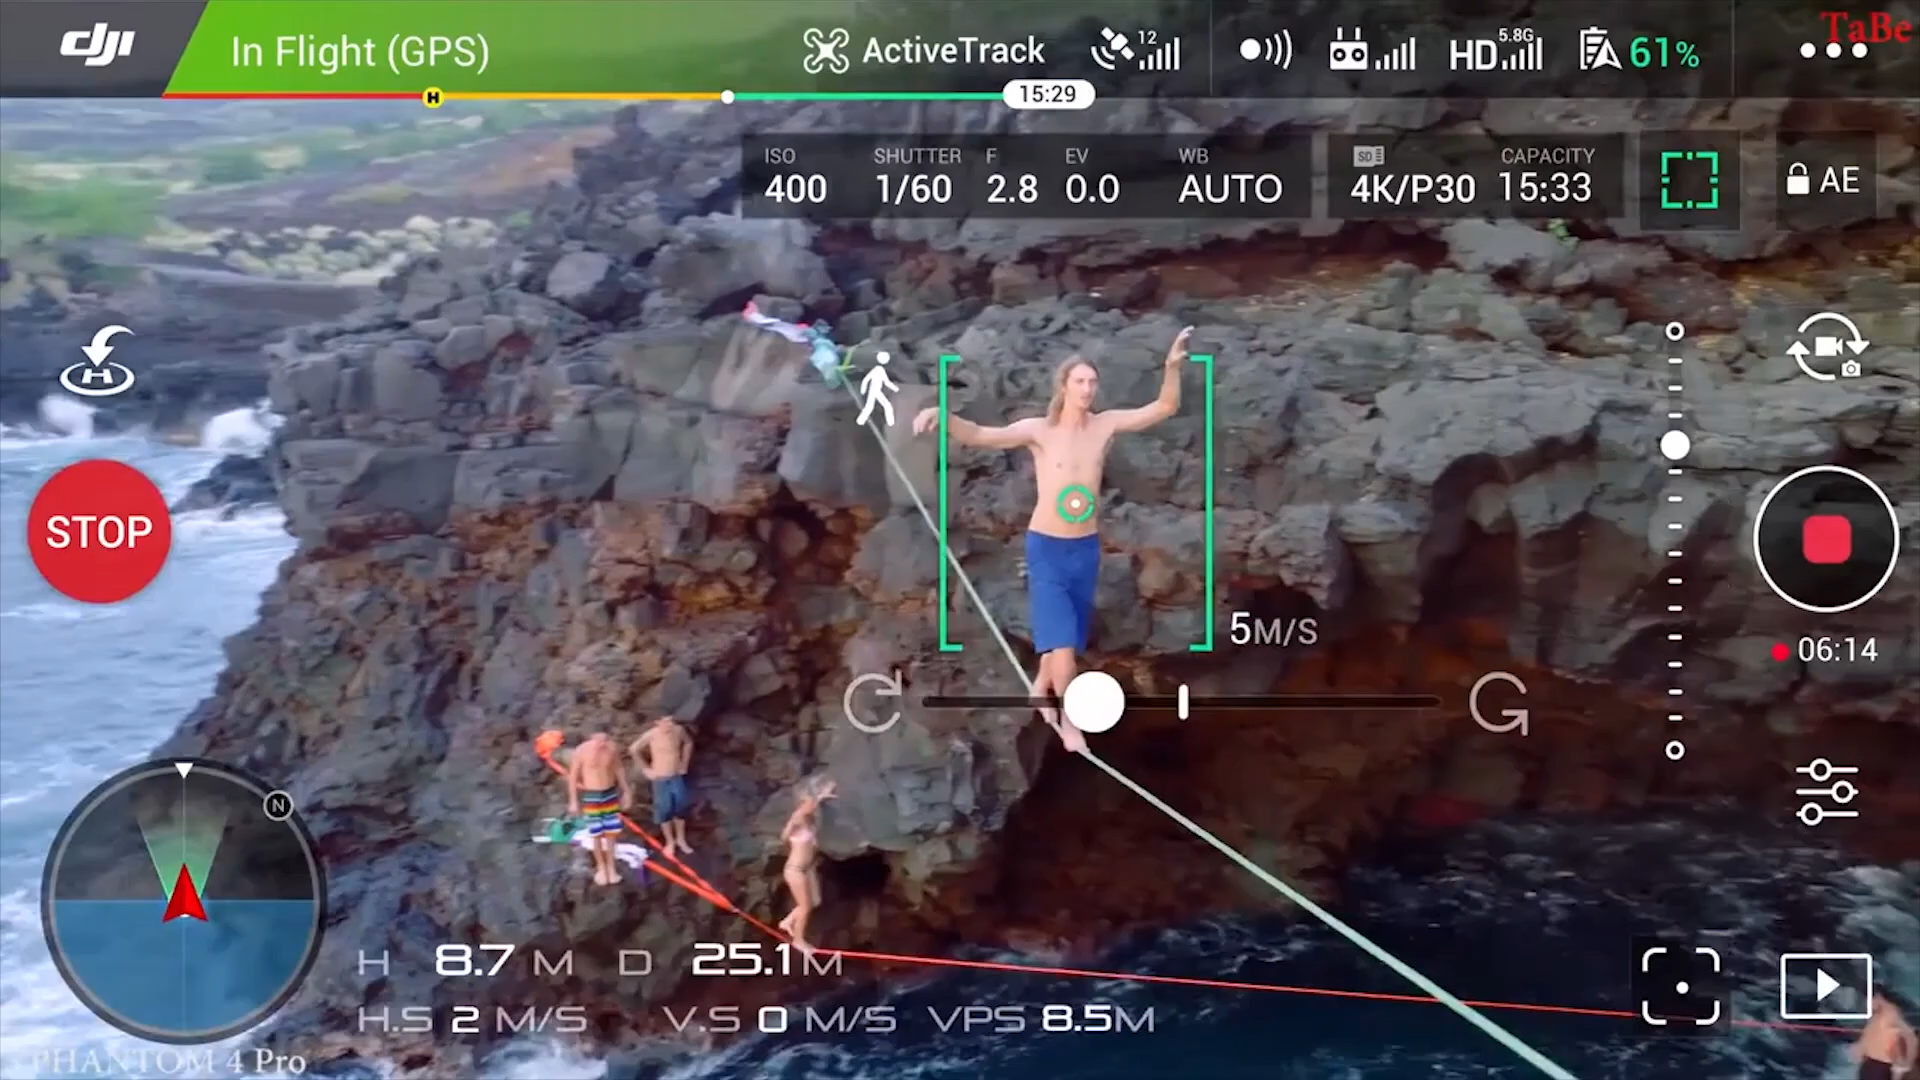 dji In Flight (GPS) ActiveTrack 12 HD 5.8G 61% TaBe
H 15:29
ISO SHUTTER F EV WB SD CAPACITY
400 1/60 2.8 0.0 AUTO 4K/P30 15:33 AE
H
STOP
5M/S
06:14
N
H 8.7 M D 25.1M
H.S 2 M/S V.S 0 M/S VPS 8.5M
PHANTOM 4 Pro